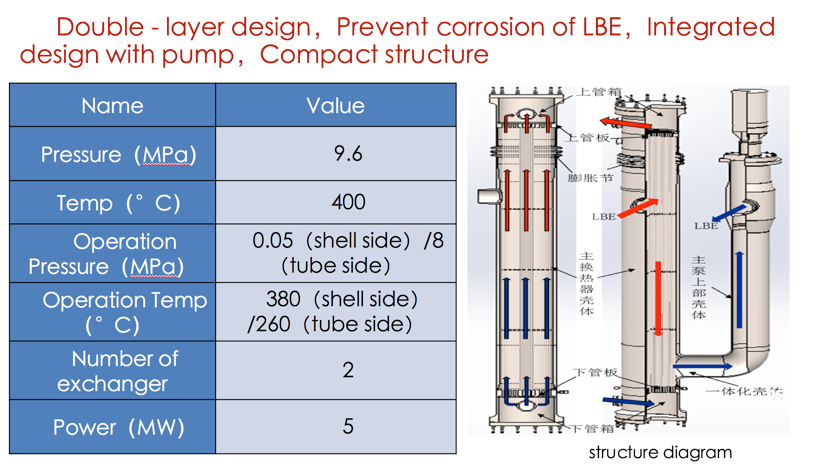 Double - layer design，Prevent corrosion of LBE，Integrated
design with pump，Compact structure
Name Value
Pressure（MPa） 9.6
Temp（° C） 400
Operation
Pressure（MPa） 0.05（shell side）/8
（tube side）
Operation Temp
（° C） 380（shell side）
/260（tube side）
Number of
exchanger 2
Power（MW） 5
上管箱
上管板
膨胀节
LBE
LBE
主换热器壳体
主泵上部壳体
下管板
一体化壳体
下管箱
structure diagram